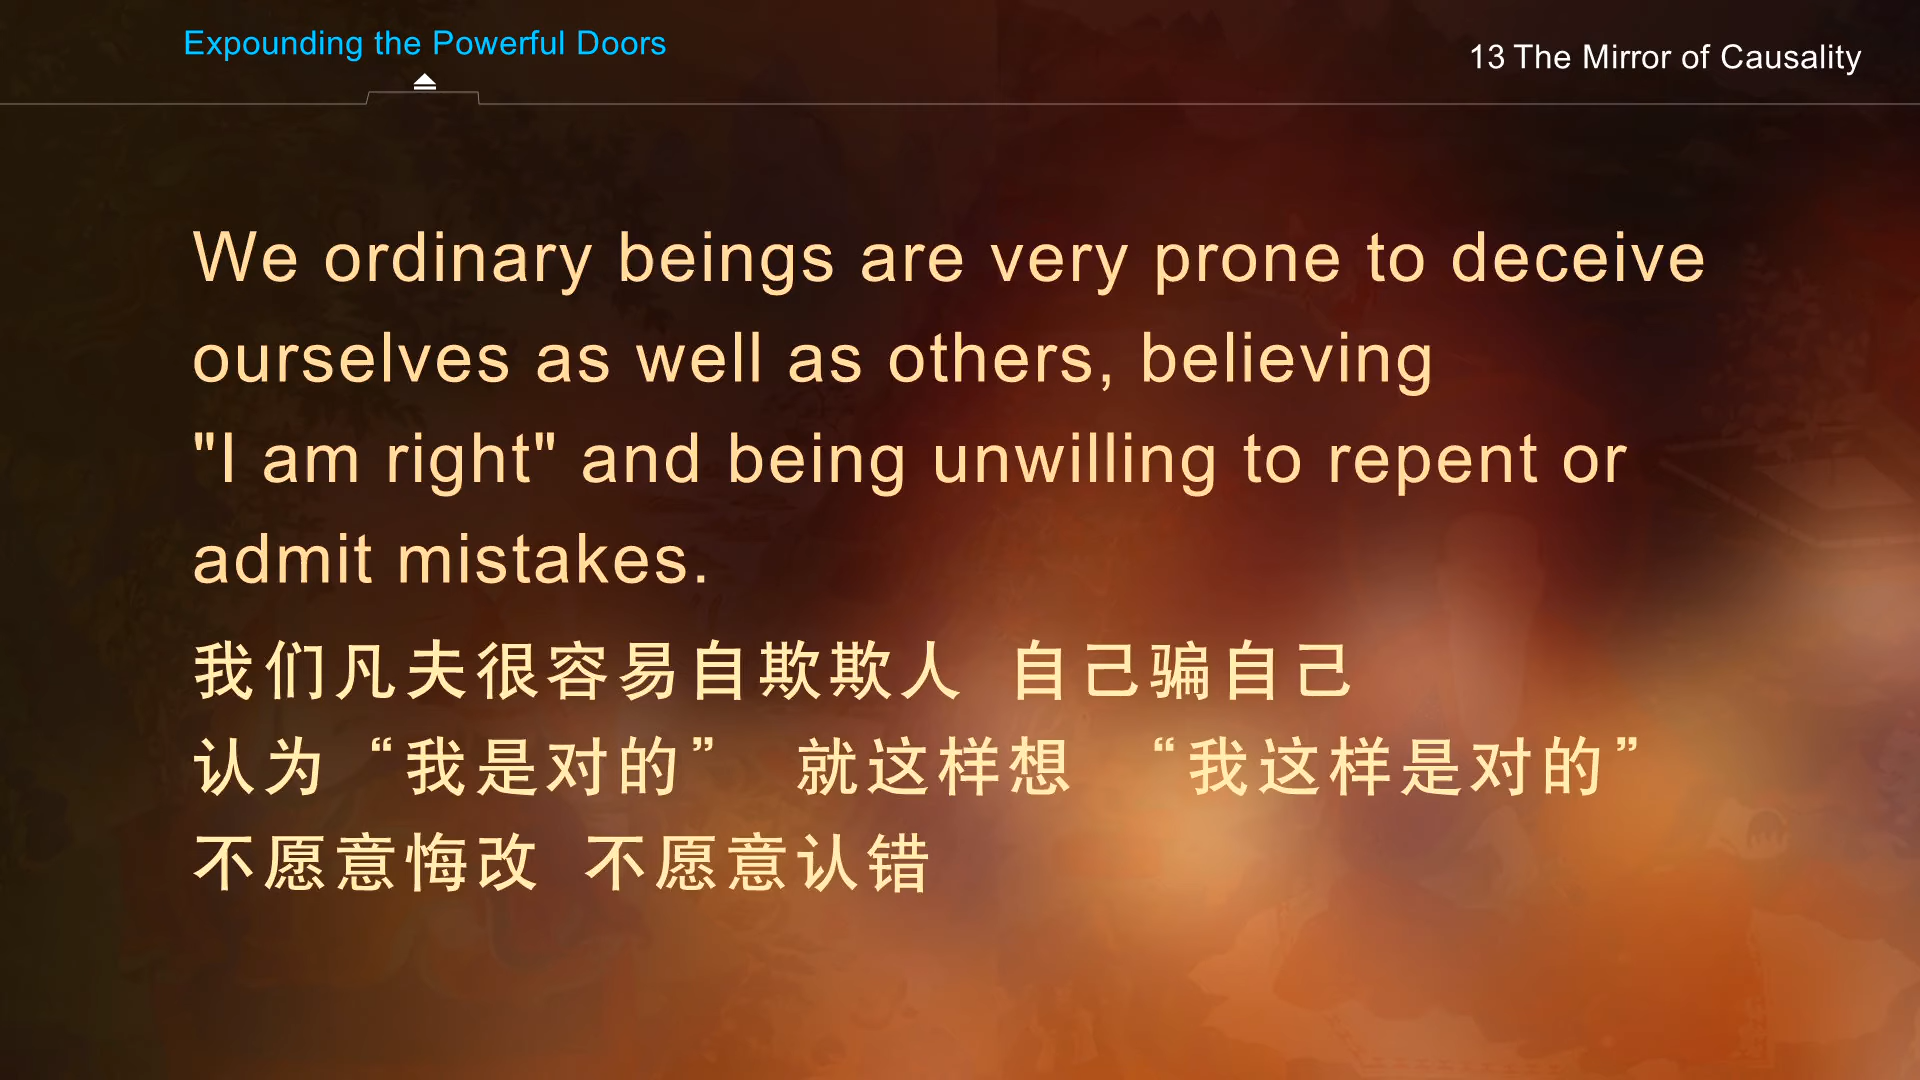 Expounding the Powerful Doors
13 The Mirror of Causality
We ordinary beings are very prone to deceive
ourselves as well as others, believing
"I am right" and being unwilling to repent or
admit mistakes.
我们凡夫很容易自欺欺人 自己骗自己
认为“我是对的” 就这样想 “我这样是对的”
不愿意悔改 不愿意认错